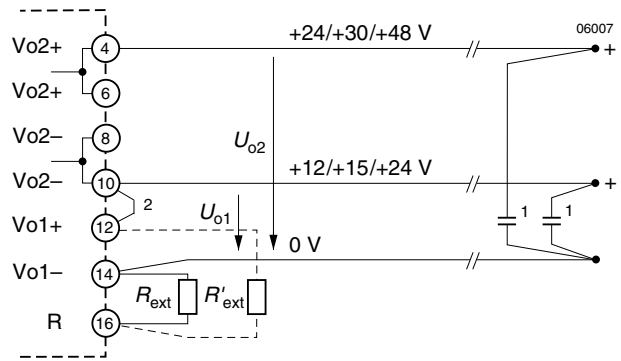 06007
Vo2+ 4 +24/+30/+48 V +
Vo2+ 6
Uo2
Vo2– 8
Vo2– 10 +12/+15/+24 V +
2 Uo1 1 1
Vo1+ 12
0 V
Vo1– 14
Rext R'ext
R 16